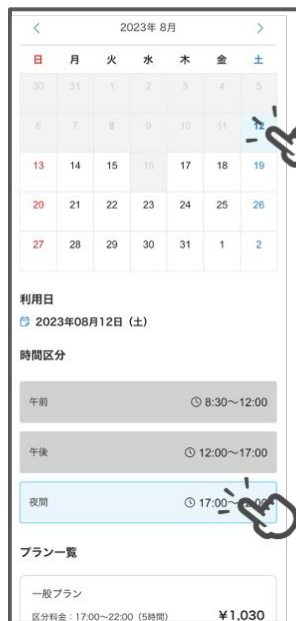 < 2023年 8月 >
日 月 火 水 木 金 土
30 31 1 2 3 4 5
6 7 8 9 10 11 12
13 14 15 16 17 18 19
20 21 22 23 24 25 26
27 28 29 30 31 1 2
利用日
2023年08月12日（土）
時間区分
午前 8:30〜12:00
午後 12:00〜17:00
夜間 17:00〜
プラン一覧
一般プラン
区分料金：17:00〜22:00（5時間） ¥1,030